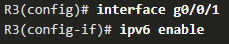 R3(config)# interface g0/0/1
R3(config-if)# ipv6 enable